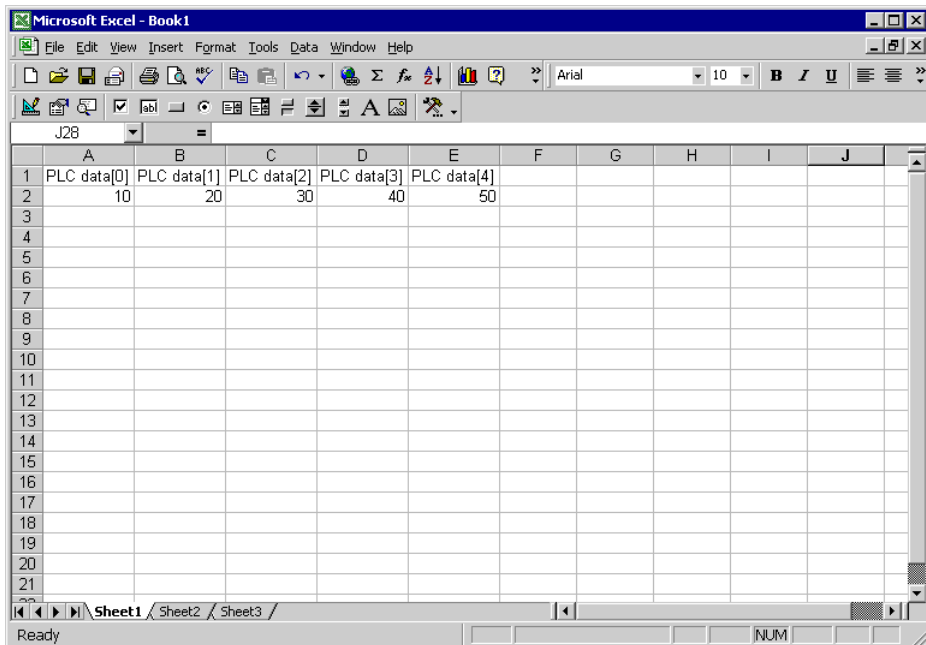 Microsoft Excel - Book1
File Edit View Insert Format Tools Data Window Help
ABC Σ fx A Z ? » Arial 10 B I U »
ab A
J28 =
A B C D E F G H I J
1 PLC data[0] PLC data[1] PLC data[2] PLC data[3] PLC data[4]
2 10 20 30 40 50
3
4
5
6
7
8
9
10
11
12
13
14
15
16
17
18
19
20
21
Sheet1 Sheet2 Sheet3
Ready NUM